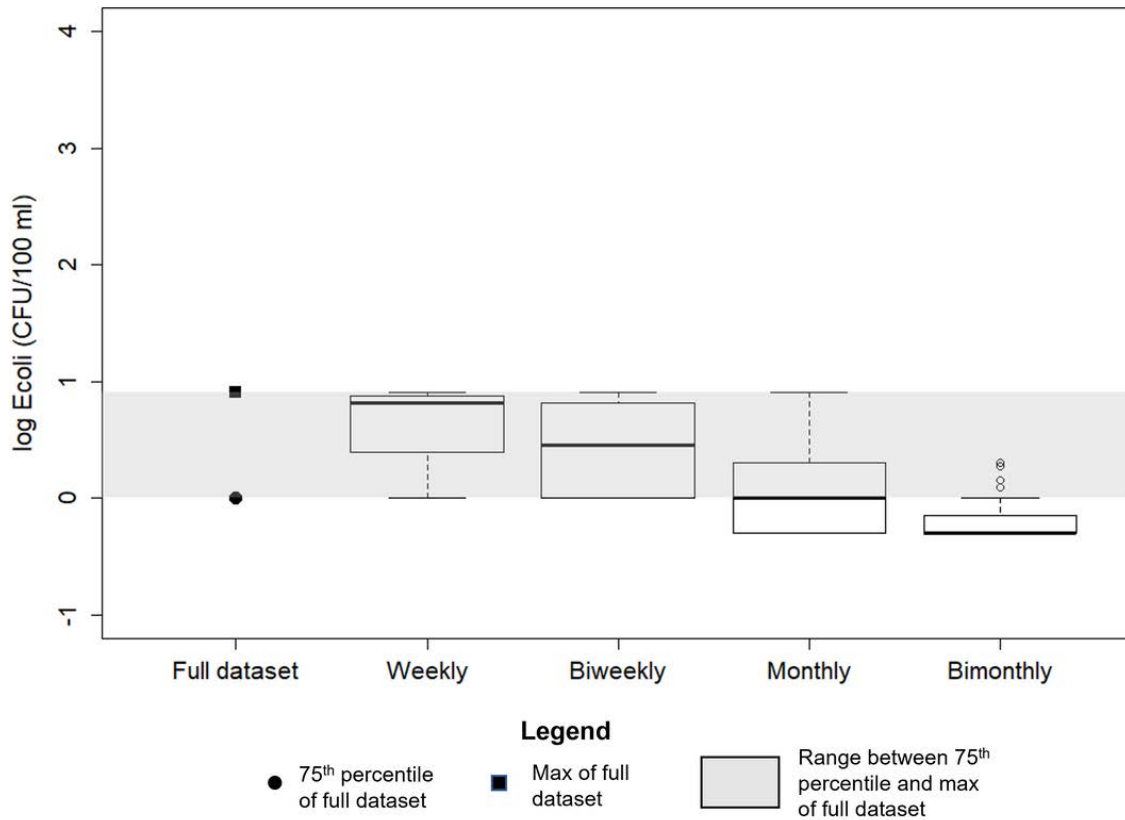 log Ecoli (CFU/100 ml)
4
3
2
1
0
-1
Full dataset
Weekly
Biweekly
Monthly
Bimonthly
Legend
75th percentile
of full dataset
Max of full
dataset
Range between 75th
percentile and max
of full dataset